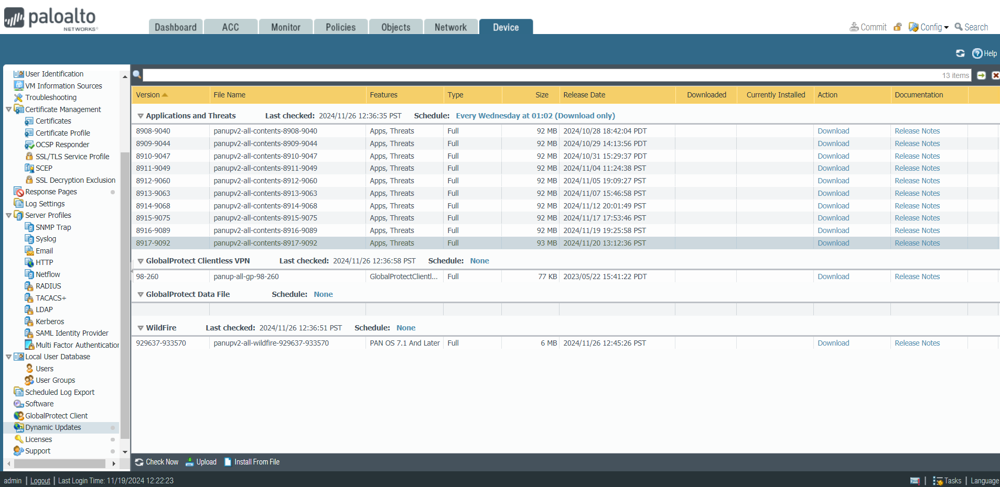 paloalto
NETWORKS®
Dashboard ACC Monitor Policies Objects Network Device
Commit Config Search
Help
User Identification
VM Information Sources
Troubleshooting
Certificate Management
Certificates
Certificate Profile
OCSP Responder
SSL/TLS Service Profile
SCEP
SSL Decryption Exclusion
Response Pages
Log Settings
Server Profiles
SNMP Trap
Syslog
Email
HTTP
Netflow
RADIUS
TACACS+
LDAP
Kerberos
SAML Identity Provider
Multi Factor Authentication
Local User Database
Users
User Groups
Scheduled Log Export
Software
GlobalProtect Client
Dynamic Updates
Licenses
Support
13 items
Version File Name Features Type Size Release Date Downloaded Currently Installed Action Documentation
Applications and Threats Last checked: 2024/11/26 12:36:35 PST Schedule: Every Wednesday at 01:02 (Download only)
8908-9040 panupv2-all-contents-8908-9040 Apps, Threats Full 92 MB 2024/10/28 18:42:04 PDT Download Release Notes
8909-9044 panupv2-all-contents-8909-9044 Apps, Threats Full 92 MB 2024/10/29 14:13:56 PDT Download Release Notes
8910-9047 panupv2-all-contents-8910-9047 Apps, Threats Full 92 MB 2024/10/31 15:29:37 PDT Download Release Notes
8911-9049 panupv2-all-contents-8911-9049 Apps, Threats Full 92 MB 2024/11/04 11:24:38 PST Download Release Notes
8912-9060 panupv2-all-contents-8912-9060 Apps, Threats Full 92 MB 2024/11/05 19:09:27 PST Download Release Notes
8913-9063 panupv2-all-contents-8913-9063 Apps, Threats Full 92 MB 2024/11/07 15:46:58 PST Download Release Notes
8914-9068 panupv2-all-contents-8914-9068 Apps, Threats Full 92 MB 2024/11/12 20:01:49 PST Download Release Notes
8915-9075 panupv2-all-contents-8915-9075 Apps, Threats Full 92 MB 2024/11/17 17:53:46 PST Download Release Notes
8916-9089 panupv2-all-contents-8916-9089 Apps, Threats Full 92 MB 2024/11/19 19:25:58 PST Download Release Notes
8917-9092 panupv2-all-contents-8917-9092 Apps, Threats Full 93 MB 2024/11/20 13:12:36 PST Download Release Notes
GlobalProtect Clientless VPN Last checked: 2024/11/26 12:36:58 PST Schedule: None
98-260 panup-all-gp-98-260 GlobalProtectClientl... Full 77 KB 2023/05/22 15:41:22 PDT Download Release Notes
GlobalProtect Data File Schedule: None
WildFire Last checked: 2024/11/26 12:36:51 PST Schedule: None
929637-933570 panupv2-all-wildfire-929637-933570 PAN OS 7.1 And Later Full 6 MB 2024/11/26 12:45:26 PST Download Release Notes
Check Now Upload Install From File
admin | Logout | Last Login Time: 11/19/2024 12:22:23
| Tasks | Language